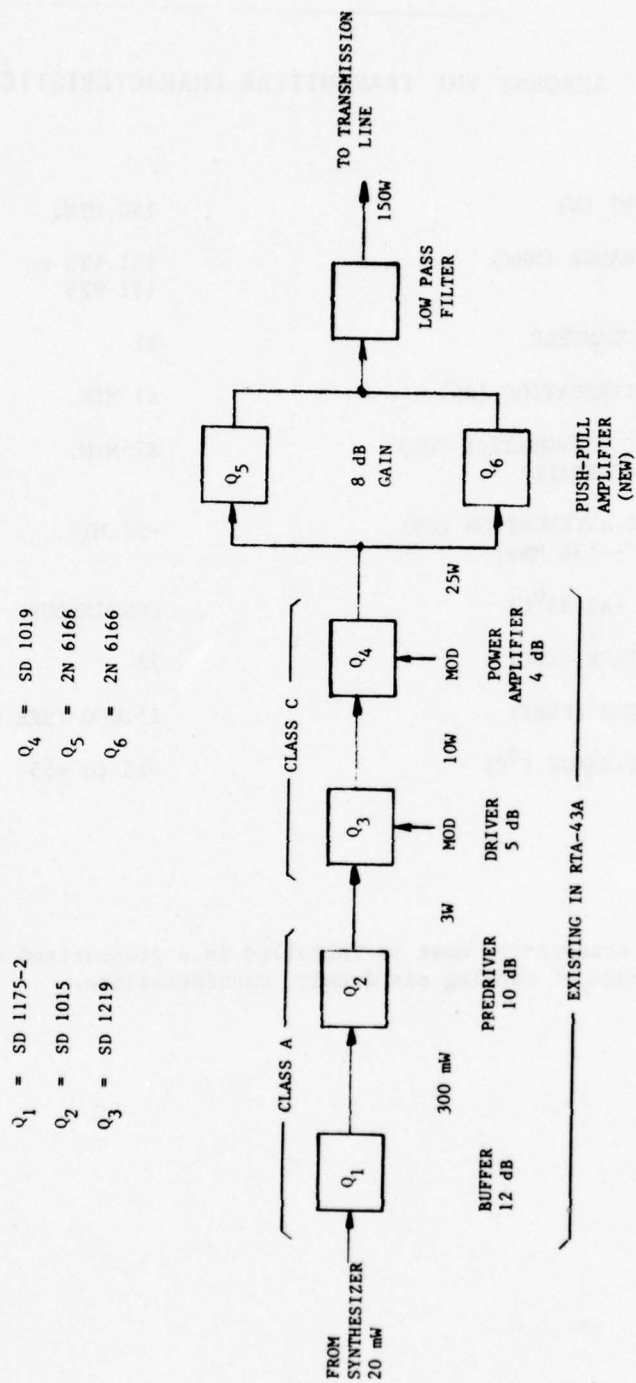 Q1 = SD 1175-2
Q2 = SD 1015
Q3 = SD 1219
Q4 = SD 1019
Q5 = 2N 6166
Q6 = 2N 6166
CLASS A
CLASS C
FROM
SYNTHESIZER
20 mW
Q1
BUFFER
12 dB
300 mW
Q2
PREDRIVER
10 dB
3W
Q3
MOD
DRIVER
5 dB
10W
Q4
MOD
POWER
AMPLIFIER
4 dB
25W
Q5
8 dB
GAIN
Q6
PUSH-PULL
AMPLIFIER
(NEW)
LOW PASS
FILTER
150W
TO TRANSMISSION
LINE
EXISTING IN RTA-43A